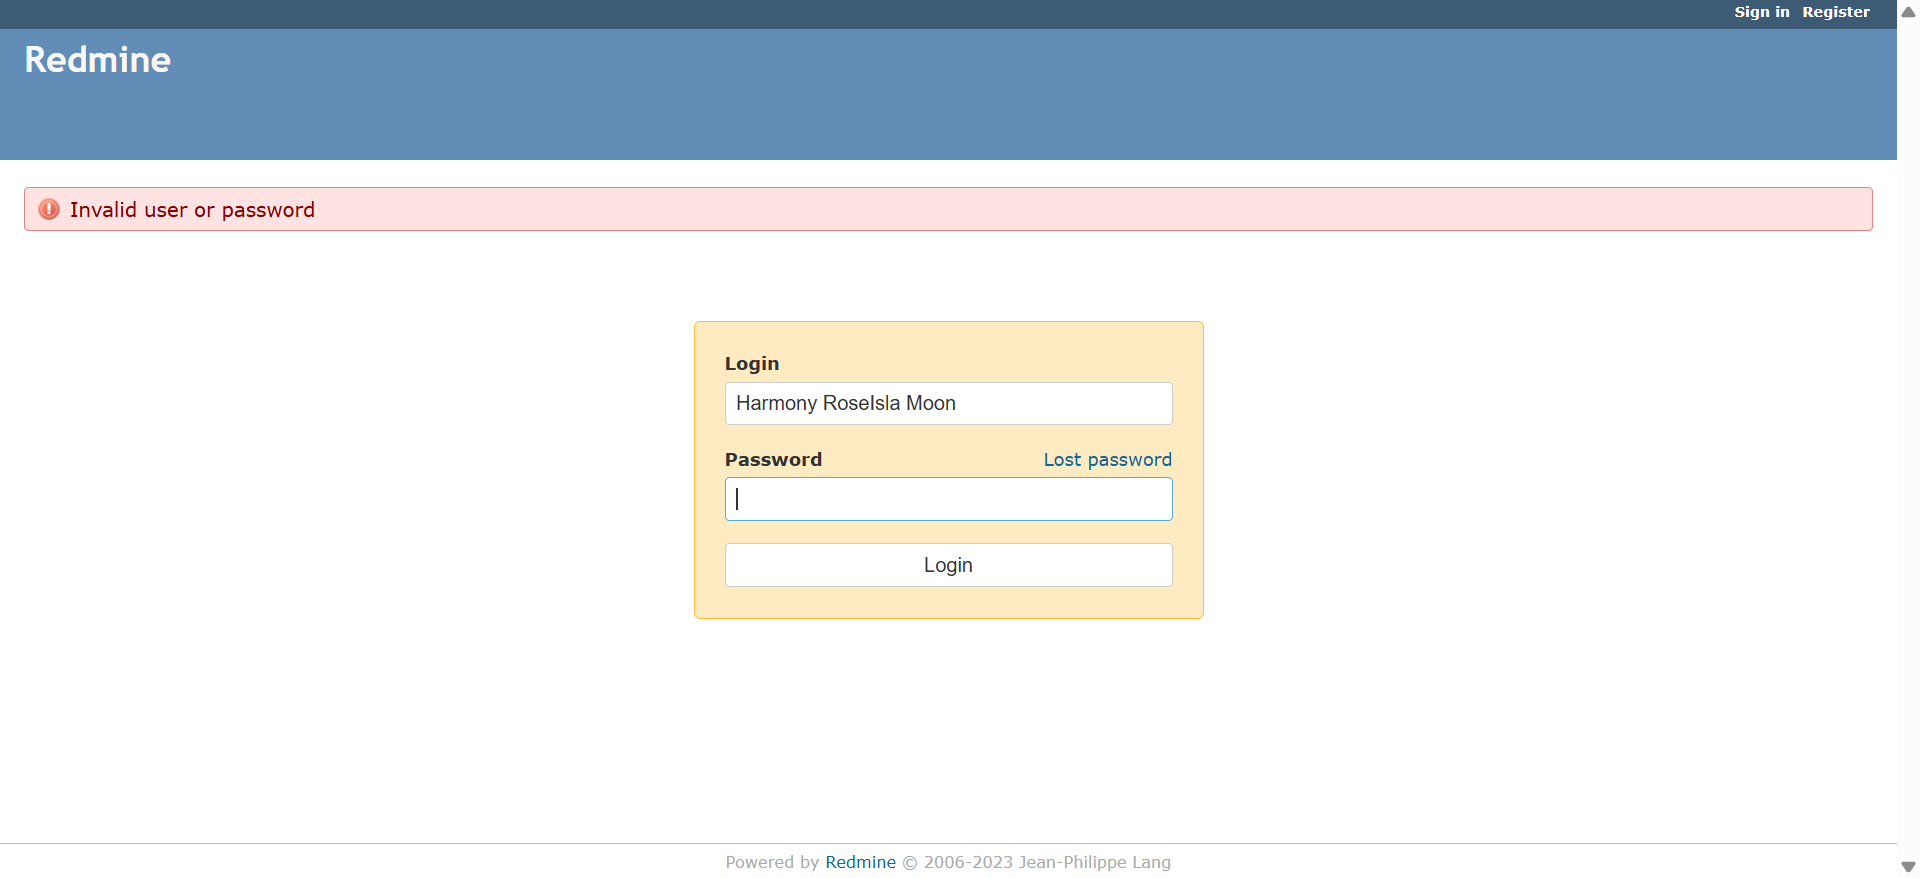 Sign in Register
Redmine
Invalid user or password
Login
Harmony RoseIsla Moon
Password Lost password
Login
Powered by Redmine © 2006-2023 Jean-Philippe Lang